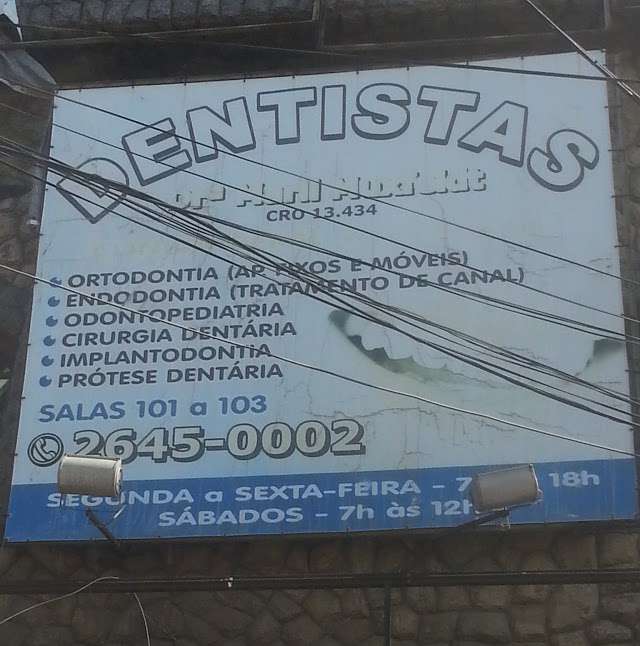 DENTISTAS
CRO 13.434
ORTODONTIA (AP. FIXOS E MÓVEIS)
ENDODONTIA (TRATAMENTO DE CANAL)
ODONTOPEDIATRIA
CIRURGIA DENTÁRIA
IMPLANTODONTIA
PRÓTESE DENTÁRIA
SALAS 101 a 103
2645-0002
SEGUNDA a SEXTA-FEIRA - 7 18h
SÁBADOS - 7h às 12h